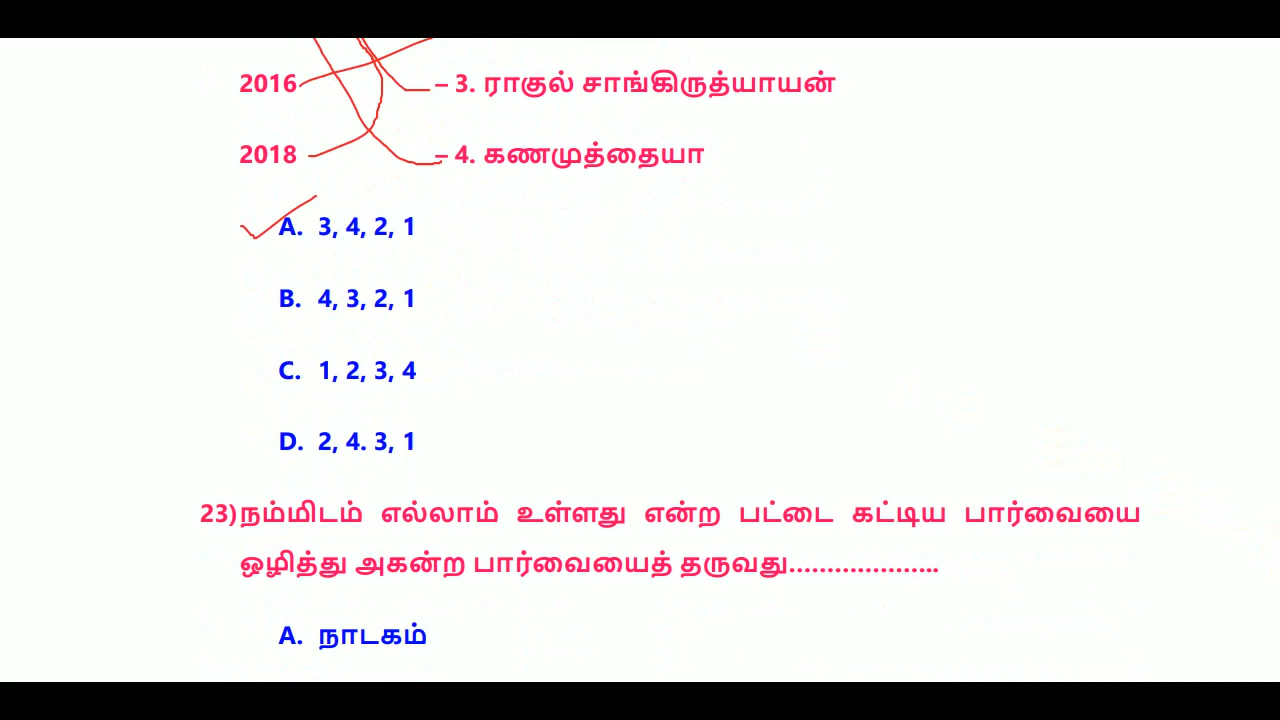 2016 – 3. ராகுல் சாங்கிருத்யாயன்
2018 – 4. கணமுத்தையா
A. 3, 4, 2, 1
B. 4, 3, 2, 1
C. 1, 2, 3, 4
D. 2, 4. 3, 1
23) நம்மிடம் எல்லாம் உள்ளது என்ற பட்டை கட்டிய பார்வையை
ஒழித்து அகன்ற பார்வையைத் தருவது...................
A. நாடகம்